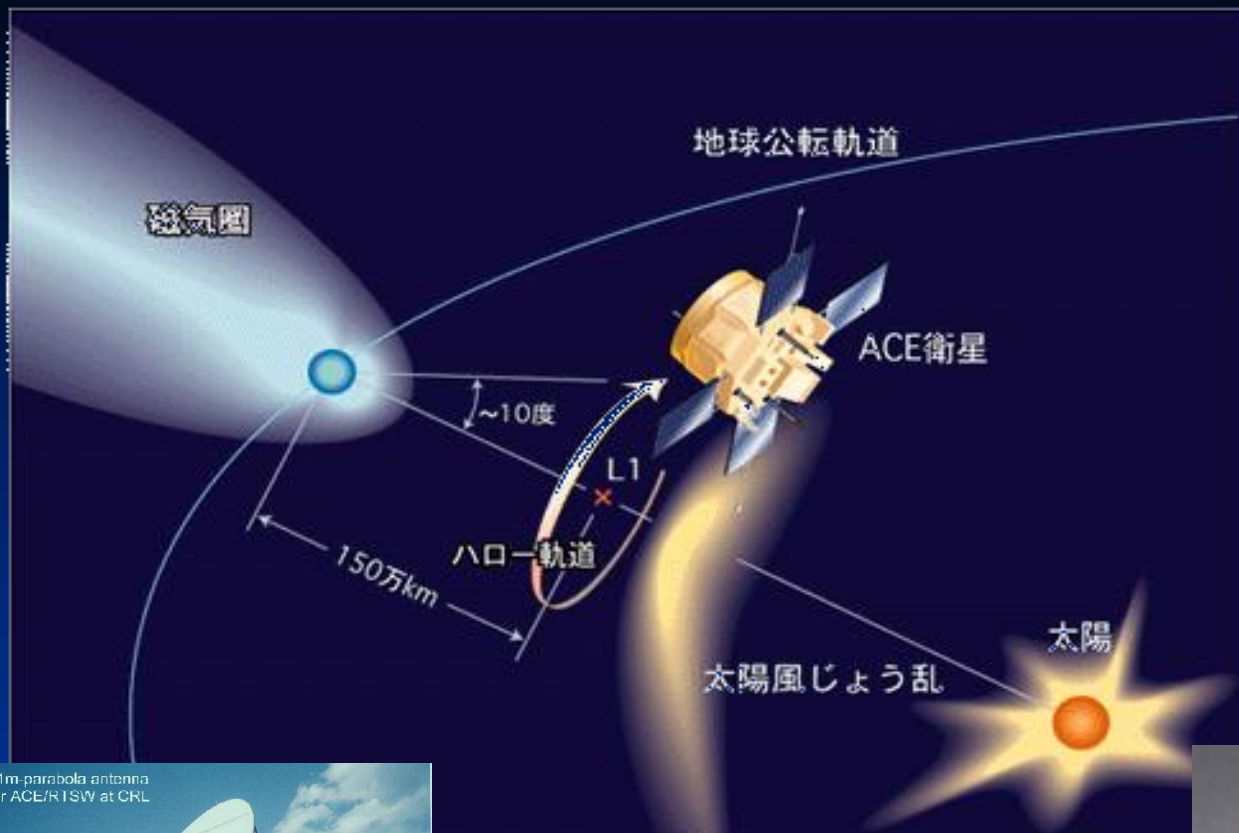 地球公転軌道
磁気圏
ACE衛星
~10度
L1
ハロー軌道
150万km
太陽
太陽風じょう乱
m-parabola antenna
ACE/RTSW at CRL